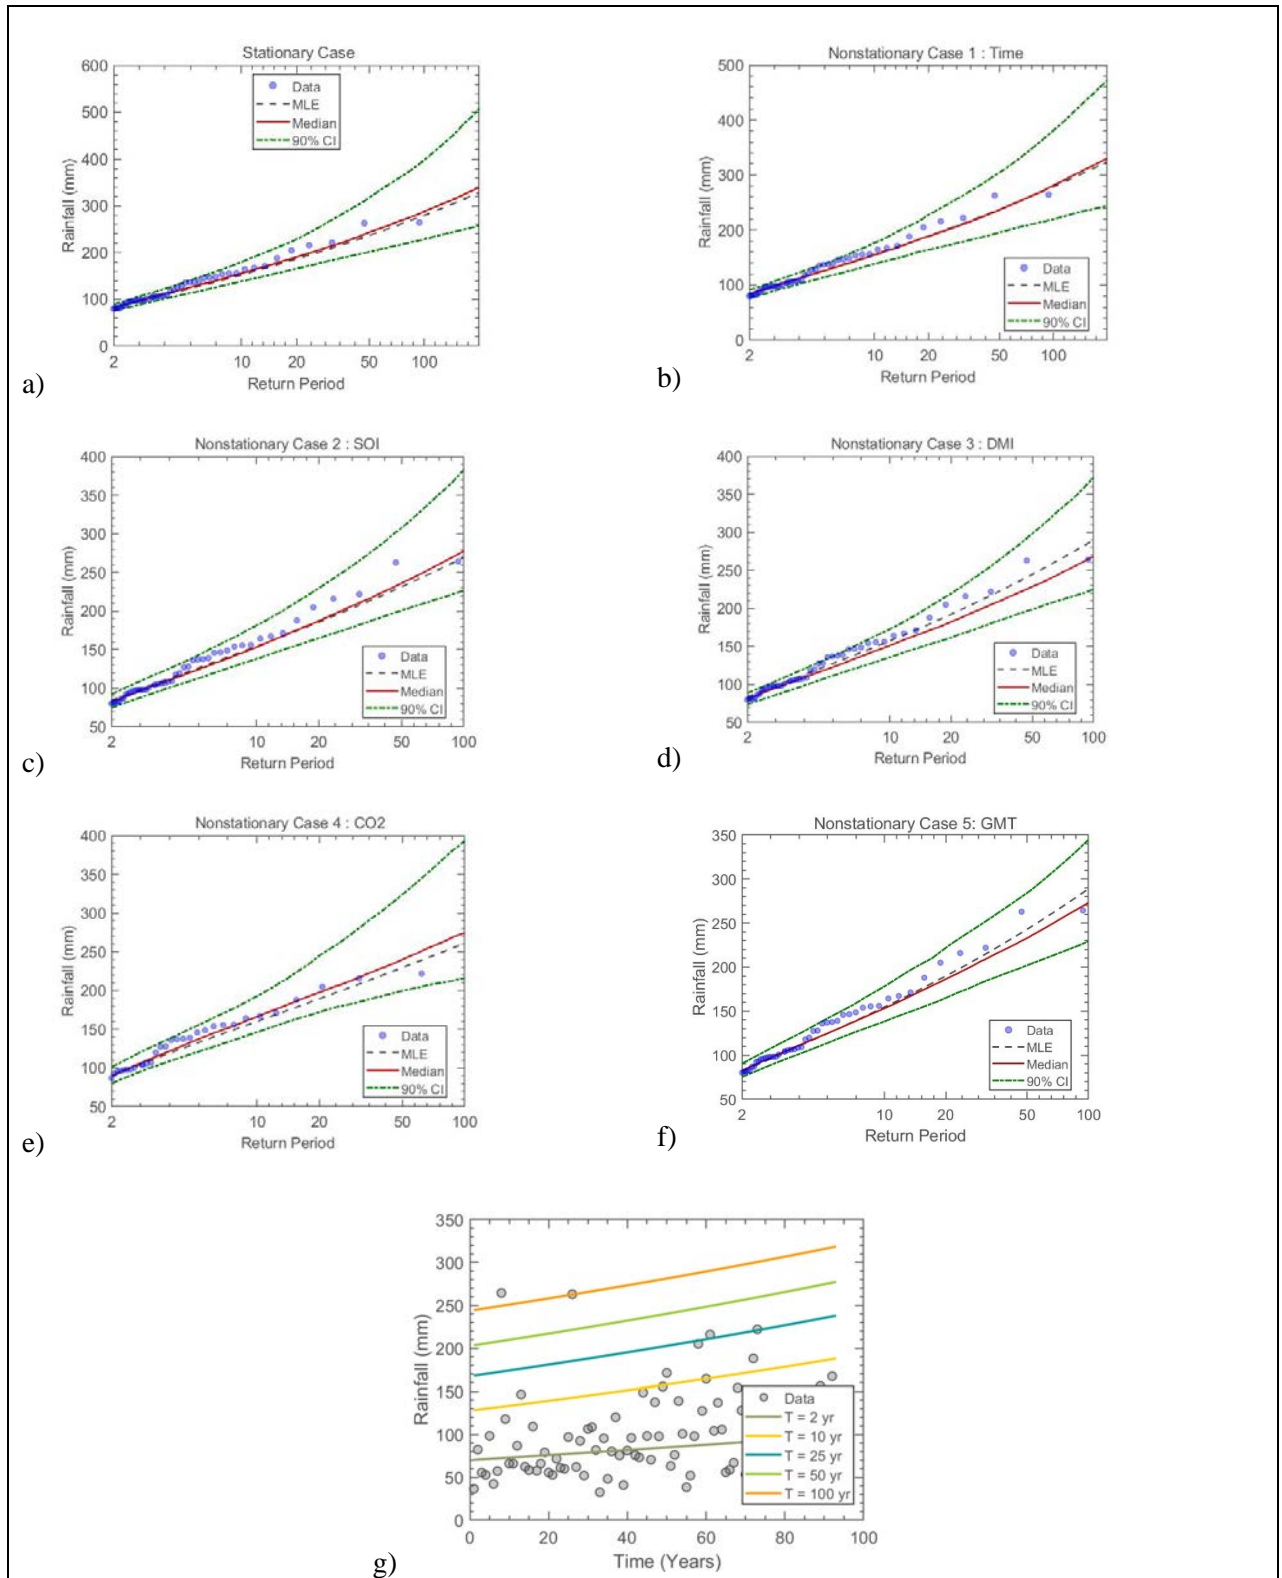 Stationary Case
600
500
400
300
200
100
0
Rainfall (mm)
Data
MLE
Median
90% CI
2 10 20 50 100
Return Period
a)
Nonstationary Case 1 : Time
500
400
300
200
100
0
Rainfall (mm)
Data
MLE
Median
90% CI
2 10 20 50 100
Return Period
b)
Nonstationary Case 2 : SOI
400
350
300
250
200
150
100
50
Rainfall (mm)
Data
MLE
Median
90% CI
2 10 20 50 100
Return Period
c)
Nonstationary Case 3 : DMI
400
350
300
250
200
150
100
50
Rainfall (mm)
Data
MLE
Median
90% CI
2 10 20 50 100
Return Period
d)
Nonstationary Case 4 : CO2
400
350
300
250
200
150
100
50
Rainfall (mm)
Data
MLE
Median
90% CI
2 10 20 50 100
Return Period
e)
Nonstationary Case 5: GMT
350
300
250
200
150
100
50
Rainfall (mm)
Data
MLE
Median
90% CI
2 10 20 50 100
Return Period
f)
350
300
250
200
150
100
50
0
Rainfall (mm)
Data
T = 2 yr
T = 10 yr
T = 25 yr
T = 50 yr
T = 100 yr
0 20 40 60 80 100
Time (Years)
g)